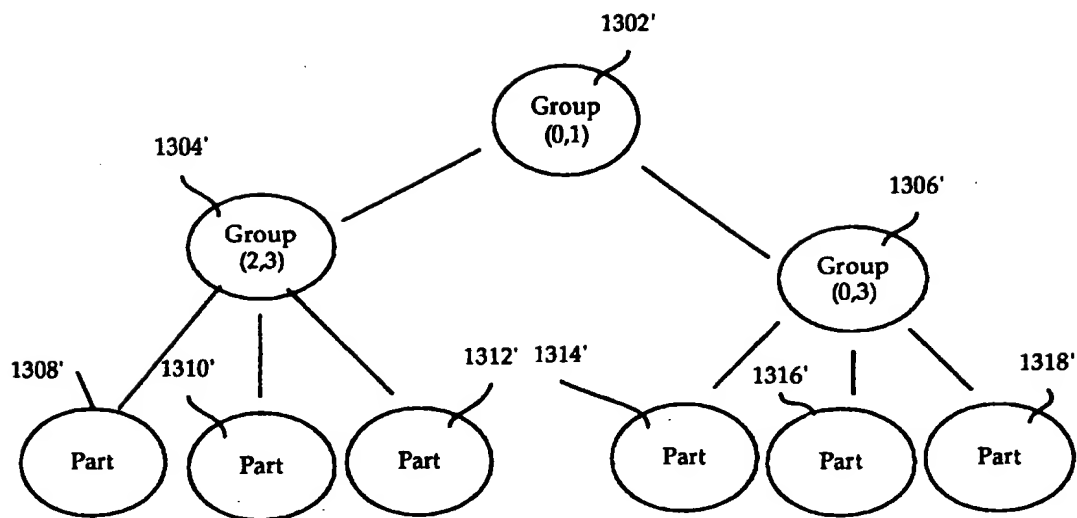 1302'
Group
(0,1)
1304'
1306'
Group
(2,3)
Group
(0,3)
1308'
1310'
1312'
1314'
1316'
1318'
Part
Part
Part
Part
Part
Part